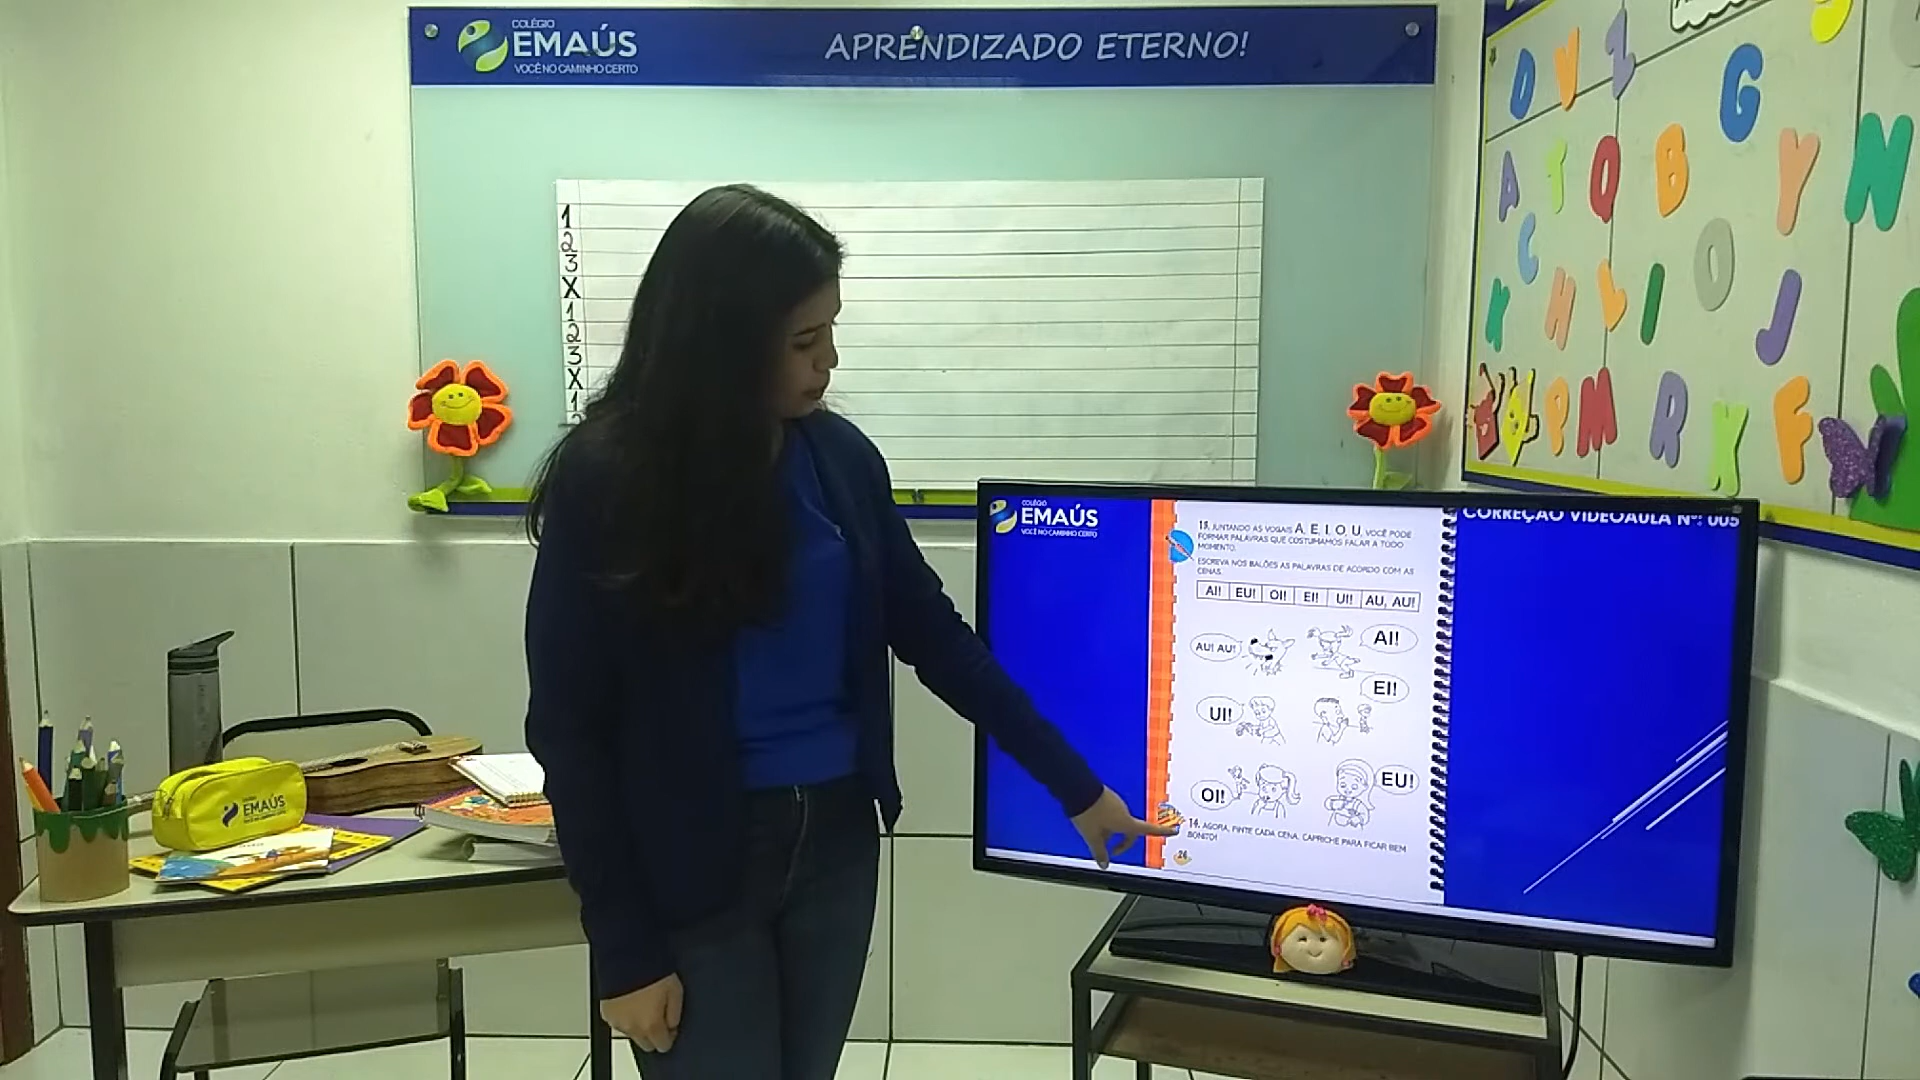 COLÉGIO
EMAÚS
VOCÊ NO CAMINHO CERTO
APRENDIZADO ETERNO!
1
2
3
X
1
2
3
X
1
D V Z G
A T Q B Y N
C O
K H L I J
P M R X F
EMAÚS
COLÉGIO
EMAÚS
VOCÊ NO CAMINHO CERTO
CORREÇÃO VIDEOAULA Nº: 005
13. JUNTANDO AS VOGAIS A, E, I, O, U, VOCÊ PODE
FORMAR PALAVRAS QUE COSTUMAMOS FALAR A TODO
MOMENTO.
ESCREVA NOS BALÕES AS PALAVRAS DE ACORDO COM AS
CENAS.
AI! EU! OI! EI! UI! AU, AU!
AU! AU!
AI!
EI!
UI!
OI!
EU!
14. AGORA, PINTE CADA CENA. CAPRICHE PARA FICAR BEM
BONITO!
26